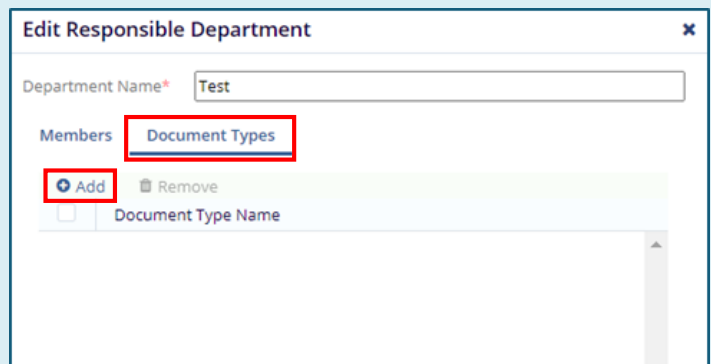 Edit Responsible Department
Department Name* Test
Members Document Types
Add Remove
Document Type Name